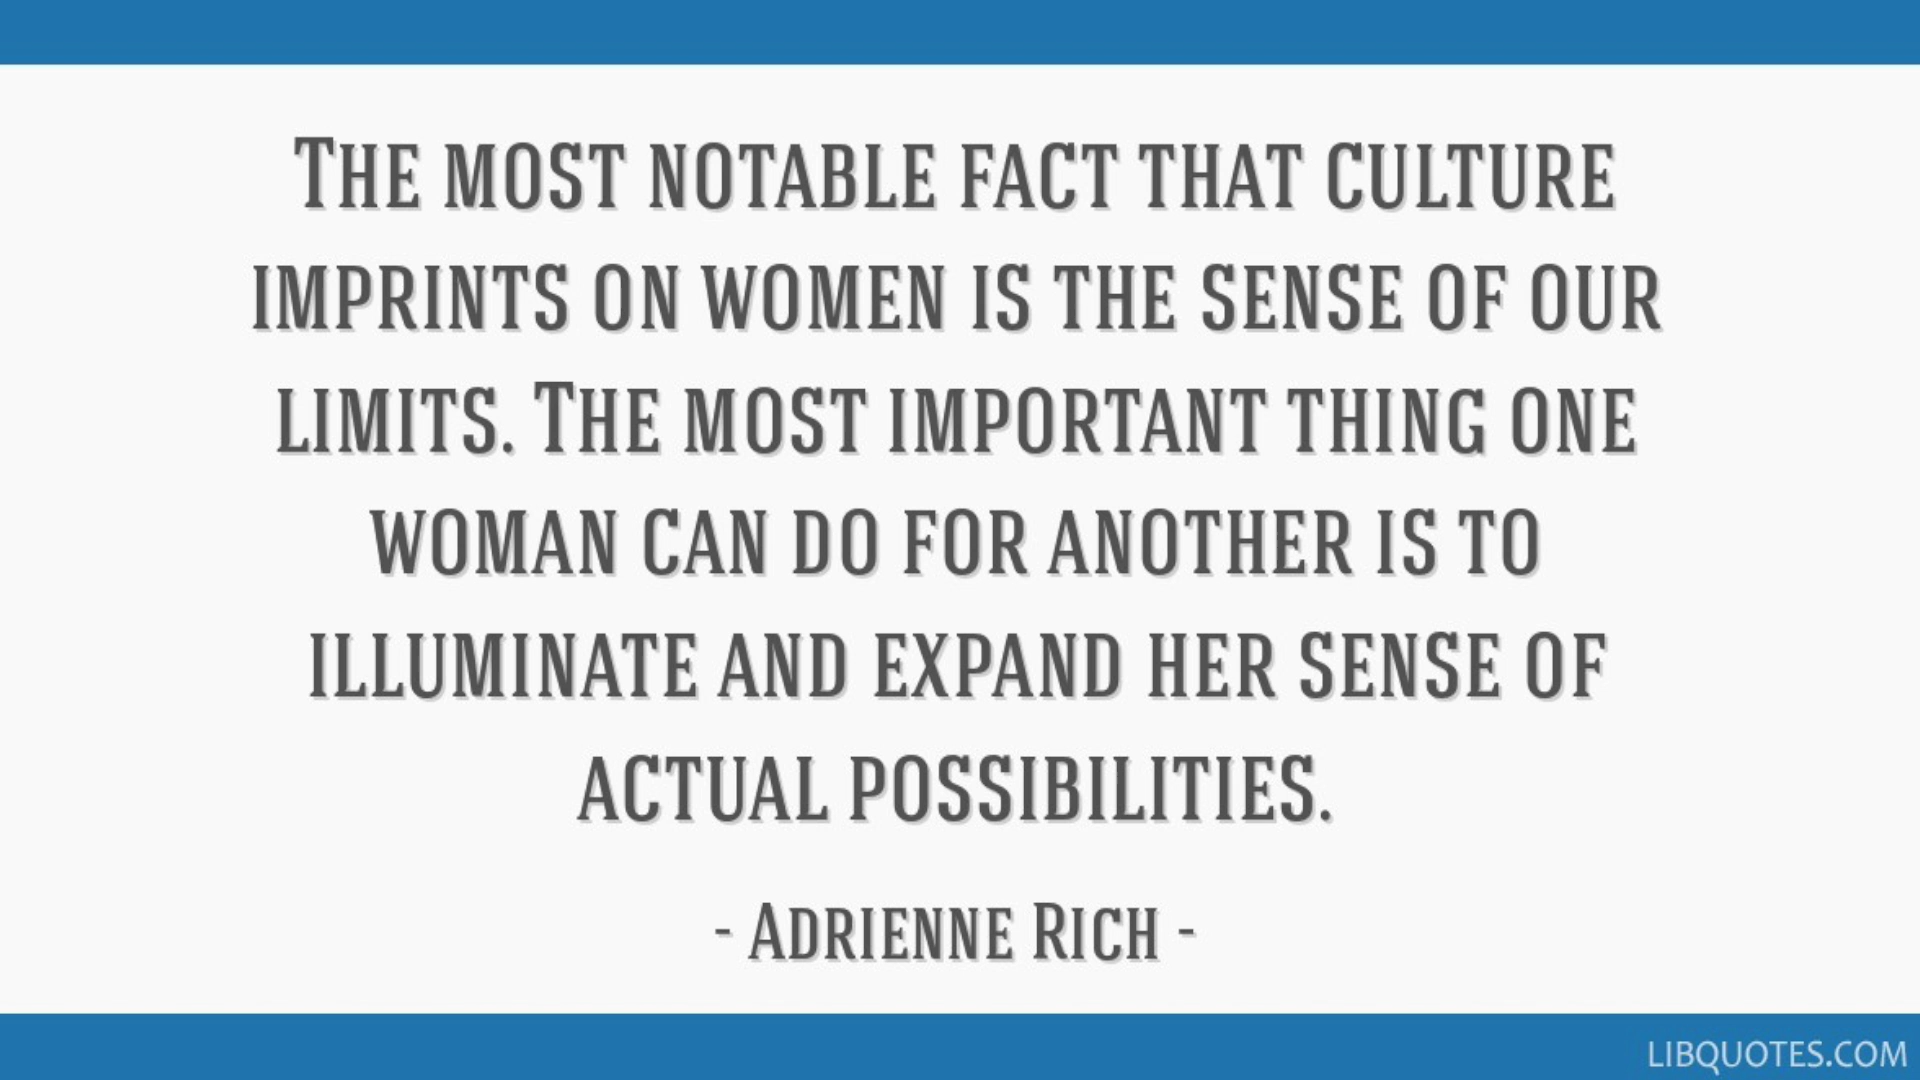 The most notable fact that culture
imprints on women is the sense of our
limits. The most important thing one
woman can do for another is to
illuminate and expand her sense of
actual possibilities.
- Adrienne Rich -
LIBQUOTES.COM